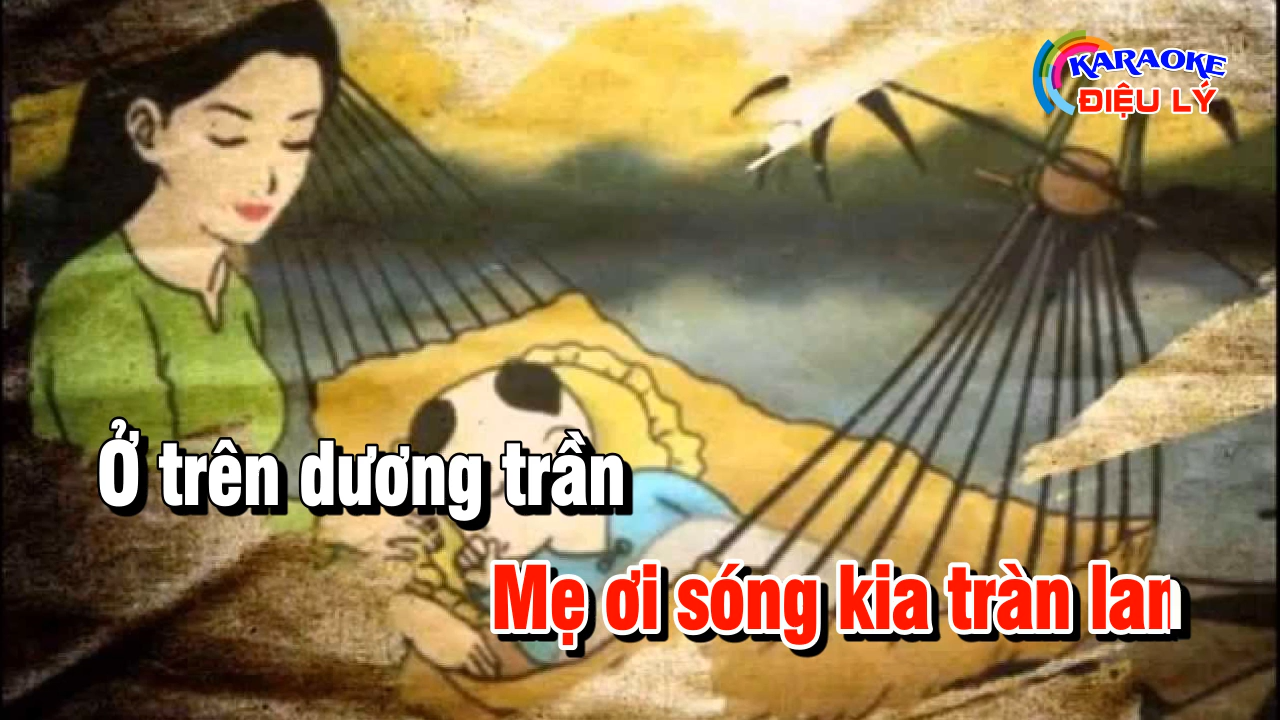 KARAOKE
ĐIỆU LÝ
Ở trên dương trần
Mẹ ơi sóng kia tràn lan